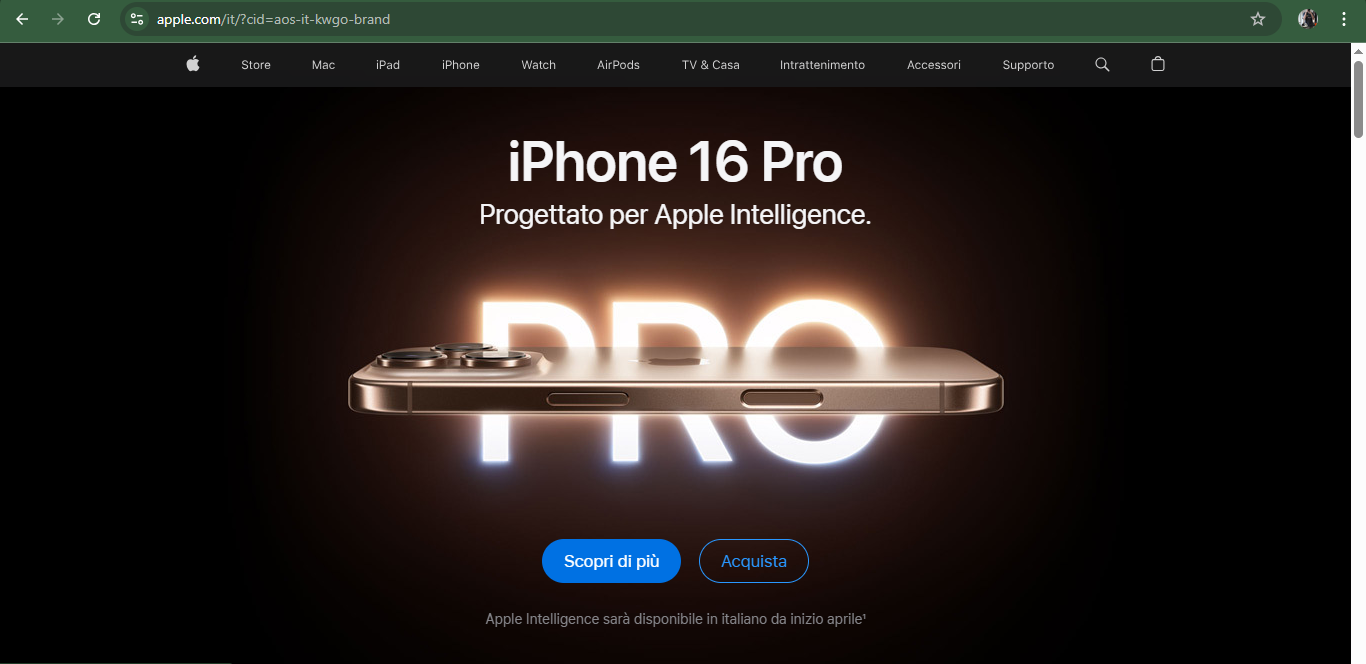 apple.com/it/?cid=aos-it-kwgo-brand
Store Mac iPad iPhone Watch AirPods TV & Casa Intrattenimento Accessori Supporto
iPhone 16 Pro
Progettato per Apple Intelligence.
PRO
Scopri di più Acquista
Apple Intelligence sarà disponibile in italiano da inizio aprile¹